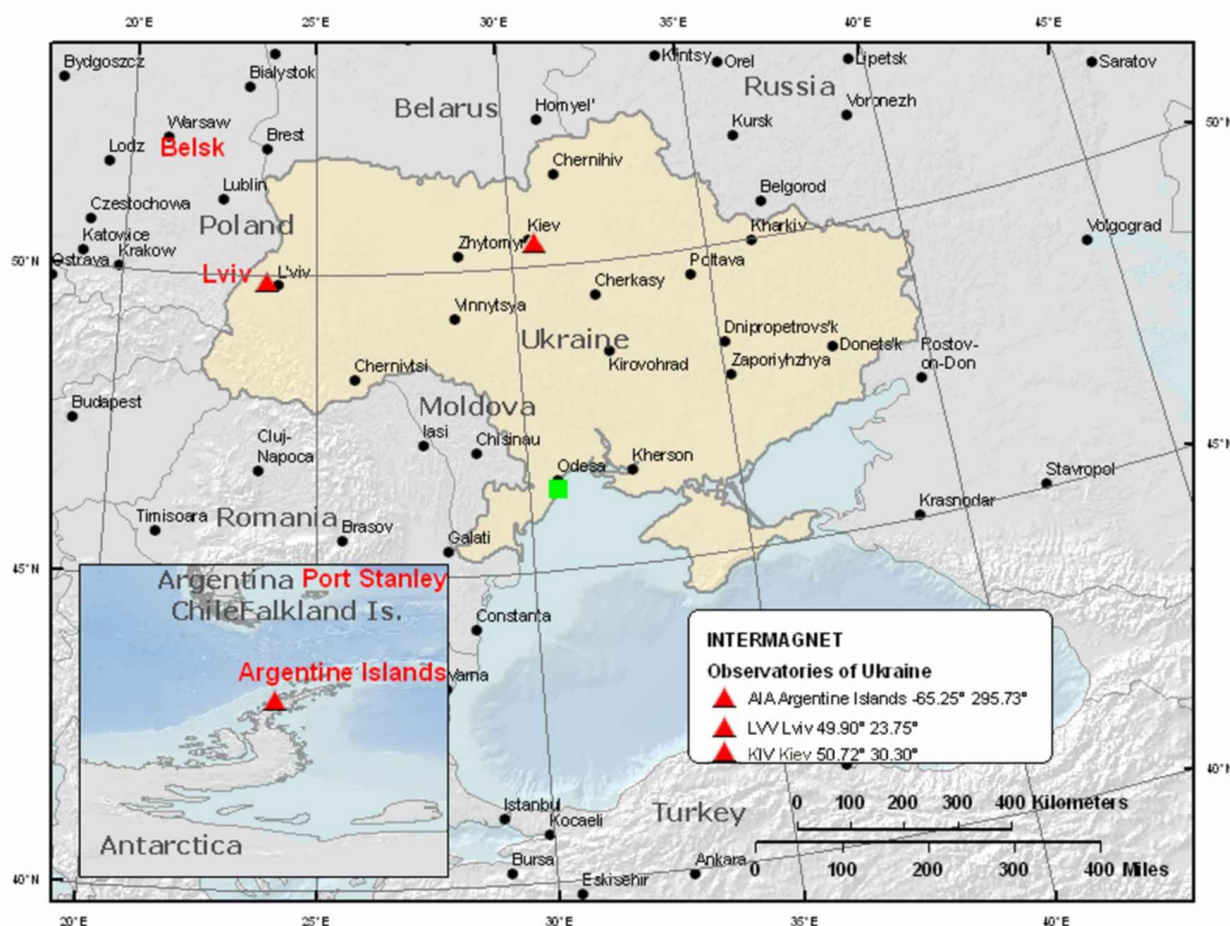 20°E 25°E 30°E 35°E 40°E 45°E
Bydgoszcz
Bialystok
Klintsy
Orel
Lipetsk
Saratov
Belarus
Russia
Warsaw
Belsk
Hornyel'
Voronezh
50°N
Lodz
Brest
Kursk
Chernihiv
Lublin
Belgorod
Czestochowa
Poland
Kiev
Kharkiv
Volgograd
Katowice
Krakow
Zhytomyr
50°N
Ostrava
Lviv
L'viv
Poltava
Cherkasy
Vinnytsya
Ukraine
Dnipropetrovs'k
Donets'k
Postov-
on-Don
Kirovohrad
Zaporiyhzhya
Chernivtsi
Budapest
Moldova
Iasi
Chisinau
Cluj-
Napoca
45°N
Odesa
Kherson
Stavropol
Krasnodar
Timisoara
Romania
Brasov
Galati
45°N
Argentina
Port Stanley
Chile
Falkland Is.
Constanta
Argentine Islands
Varna
Antarctica
INTERMAGNET
Observatories of Ukraine
AIA Argentine Islands -65.25° 295.73°
LVV Lviv 49.90° 23.75°
KIV Kiev 50.72° 30.30°
40°N
Istanbul
Kocaeli
Turkey
0 100 200 300 400 Kilometers
Bursa
Ankara
0 100 200 300 400 Miles
40°N
Eskisehir
20°E 25°E 30°E 35°E 40°E